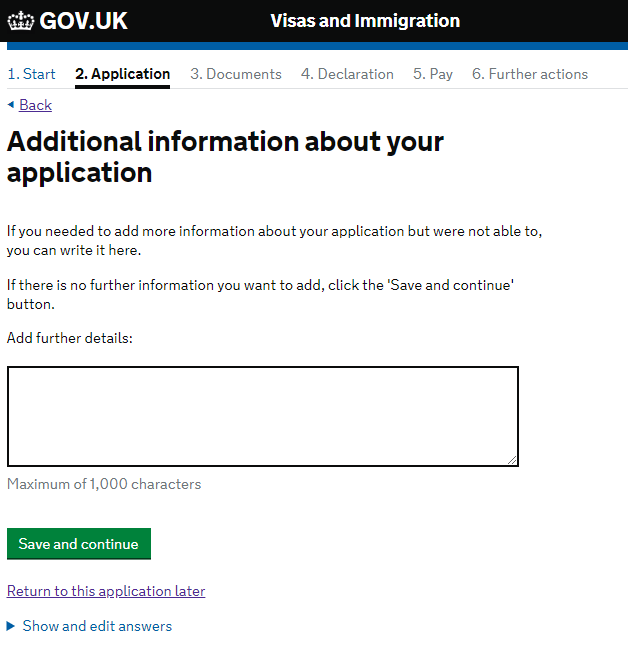 GOV.UK Visas and Immigration
1. Start 2. Application 3. Documents 4. Declaration 5. Pay 6. Further actions
Back
Additional information about your
application
If you needed to add more information about your application but were not able to,
you can write it here.
If there is no further information you want to add, click the 'Save and continue'
button.
Add further details:
Maximum of 1,000 characters
Save and continue
Return to this application later
Show and edit answers